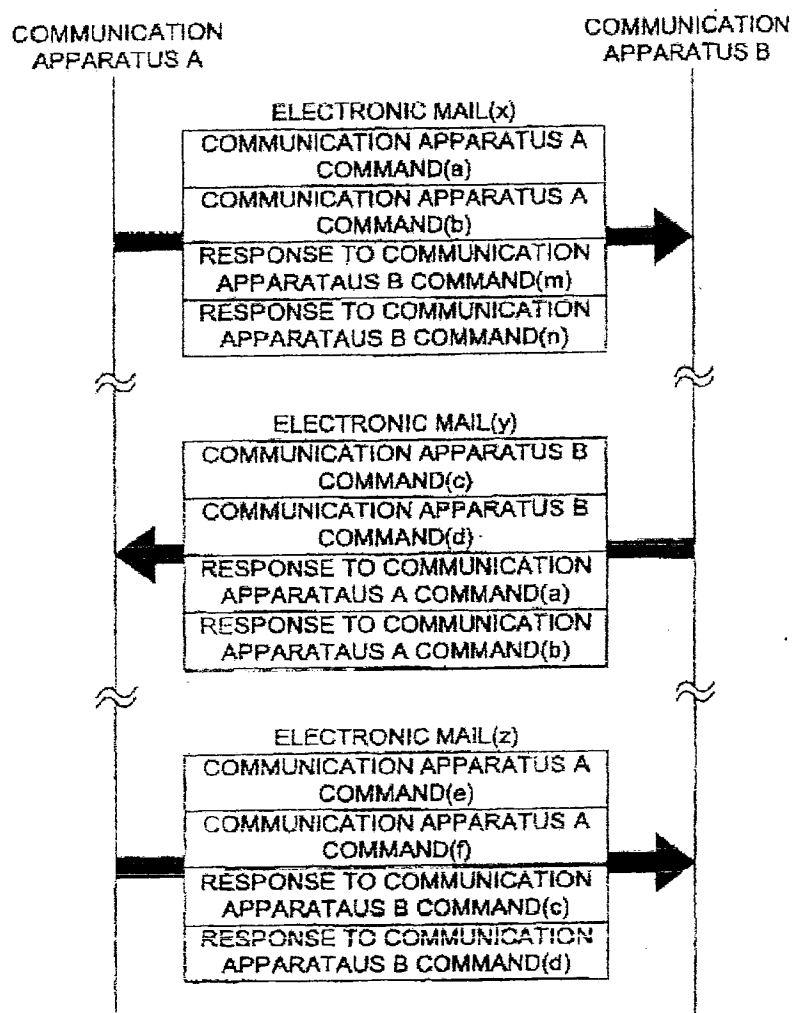 COMMUNICATION
APPARATUS A
COMMUNICATION
APPARATUS B
ELECTRONIC MAIL(x)
COMMUNICATION APPARATUS A
COMMAND(a)
COMMUNICATION APPARATUS A
COMMAND(b)
RESPONSE TO COMMUNICATION
APPARATAUS B COMMAND(m)
RESPONSE TO COMMUNICATION
APPARATAUS B COMMAND(n)
ELECTRONIC MAIL(y)
COMMUNICATION APPARATUS B
COMMAND(c)
COMMUNICATION APPARATUS B
COMMAND(d)
RESPONSE TO COMMUNICATION
APPARATAUS A COMMAND(a)
RESPONSE TO COMMUNICATION
APPARATAUS A COMMAND(b)
ELECTRONIC MAIL(z)
COMMUNICATION APPARATUS A
COMMAND(e)
COMMUNICATION APPARATUS A
COMMAND(f)
RESPONSE TO COMMUNICATION
APPARATAUS B COMMAND(c)
RESPONSE TO COMMUNICATION
APPARATAUS B COMMAND(d)